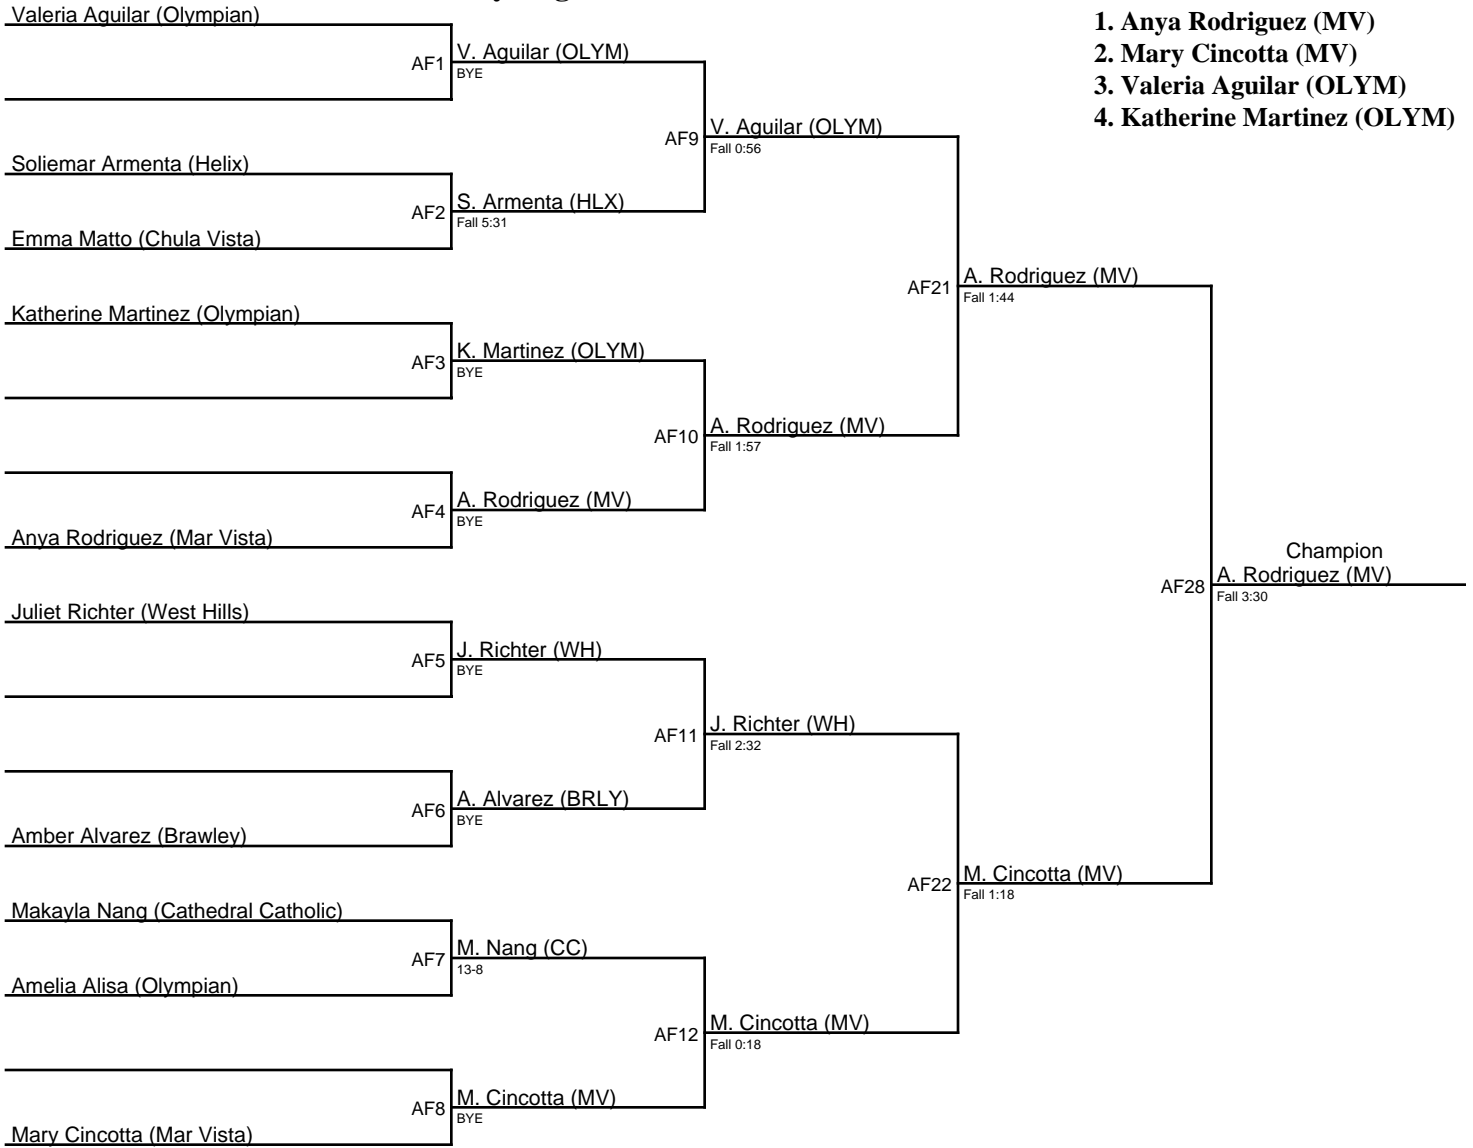 Valeria Aguilar (Olympian)
AF1
V. Aguilar (OLYM)
BYE
Soliemar Armenta (Helix)
AF2
S. Armenta (HLX)
Fall 5:31
Emma Matto (Chula Vista)
AF9
V. Aguilar (OLYM)
Fall 0:56
Katherine Martinez (Olympian)
AF3
K. Martinez (OLYM)
BYE
AF4
A. Rodriguez (MV)
BYE
Anya Rodriguez (Mar Vista)
AF10
A. Rodriguez (MV)
Fall 1:57
AF21
A. Rodriguez (MV)
Fall 1:44
Juliet Richter (West Hills)
AF5
J. Richter (WH)
BYE
AF6
A. Alvarez (BRLY)
BYE
Amber Alvarez (Brawley)
AF11
J. Richter (WH)
Fall 2:32
Makayla Nang (Cathedral Catholic)
AF7
M. Nang (CC)
13-8
Amelia Alisa (Olympian)
AF8
M. Cincotta (MV)
BYE
Mary Cincotta (Mar Vista)
AF12
M. Cincotta (MV)
Fall 0:18
AF22
M. Cincotta (MV)
Fall 1:18
AF28
Champion
A. Rodriguez (MV)
Fall 3:30
1. Anya Rodriguez (MV)
2. Mary Cincotta (MV)
3. Valeria Aguilar (OLYM)
4. Katherine Martinez (OLYM)